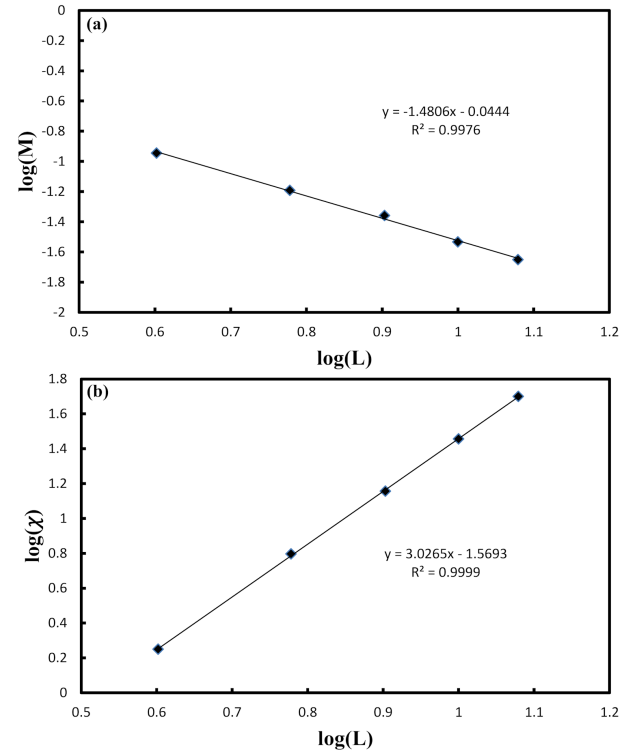 (a)
0
-0.2
-0.4
-0.6
-0.8
-1
-1.2
-1.4
-1.6
-1.8
-2
log(M)
y = -1.4806x - 0.0444
R² = 0.9976
0.5 0.6 0.7 0.8 0.9 1 1.1 1.2
log(L)
(b)
1.8
1.6
1.4
1.2
1
0.8
0.6
0.4
0.2
0
log(χ)
y = 3.0265x - 1.5693
R² = 0.9999
0.5 0.6 0.7 0.8 0.9 1 1.1 1.2
log(L)